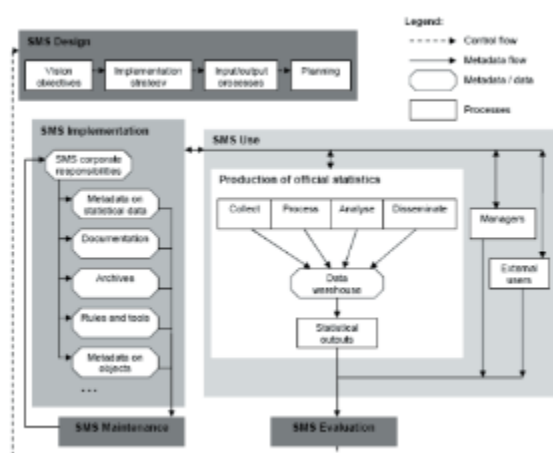 Legend:
Control flow
Metadata flow
Metadata / data
Processes
SMS Design
Vision
objectives
Implementation
strategy
Input/output
processes
Planning
SMS Implementation
SMS corporate
responsibilities
Metadata on
statistical data
Documentation
Archives
Rules and tools
Metadata on
objects
...
SMS Maintenance
SMS Use
Production of official statistics
Collect
Process
Analyse
Disseminate
Data
warehouse
Statistical
outputs
Managers
External
users
SMS Evaluation